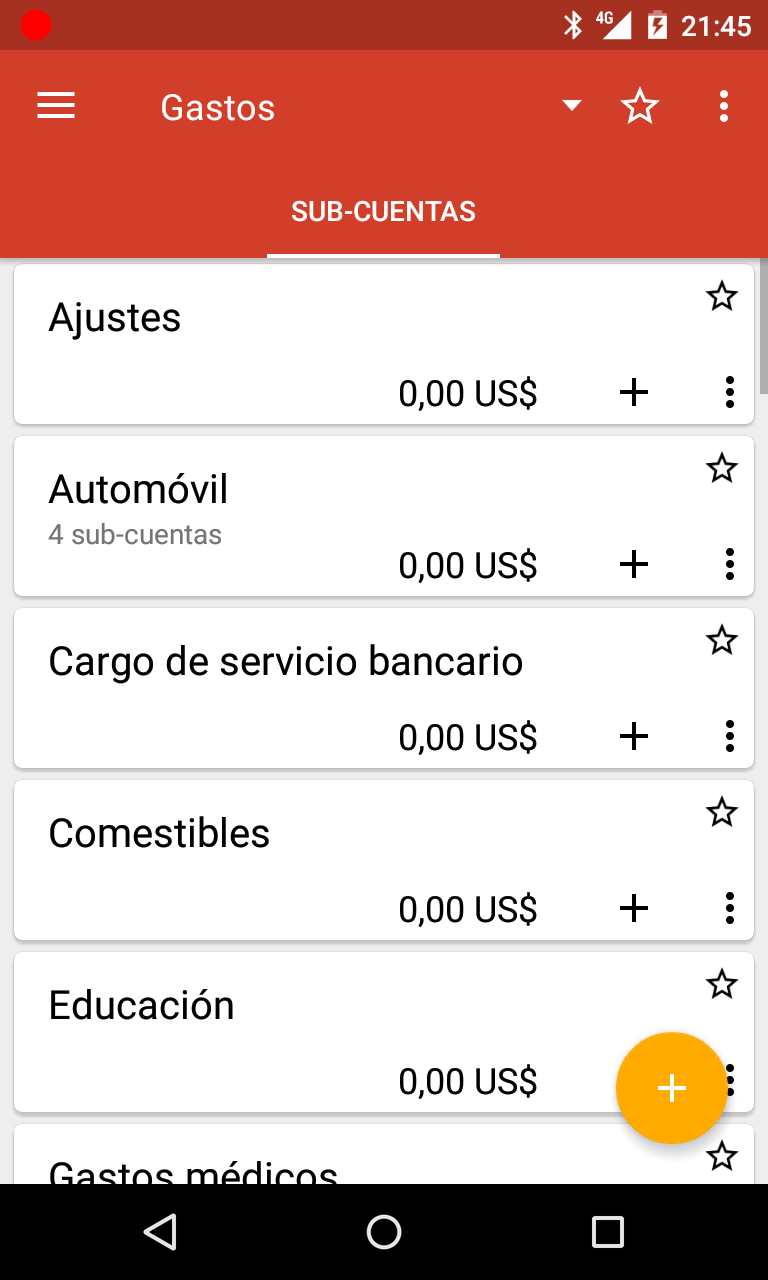 4G 21:45
Gastos
SUB-CUENTAS
Ajustes
0,00 US$
Automóvil
4 sub-cuentas
0,00 US$
Cargo de servicio bancario
0,00 US$
Comestibles
0,00 US$
Educación
0,00 US$
Gastos médicos